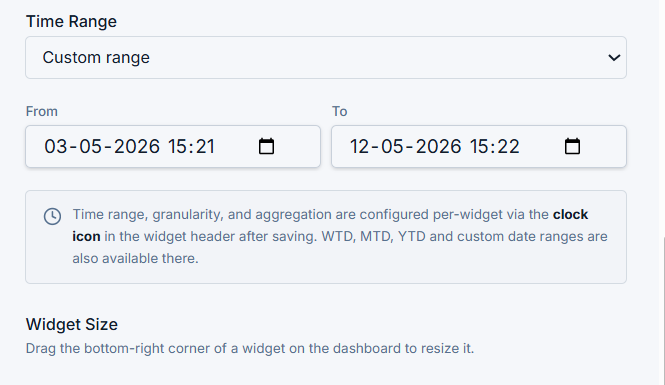 Time Range
Custom range
From
To
03-05-2026 15:21
12-05-2026 15:22
Time range, granularity, and aggregation are configured per-widget via the clock
icon in the widget header after saving. WTD, MTD, YTD and custom date ranges are
also available there.
Widget Size
Drag the bottom-right corner of a widget on the dashboard to resize it.